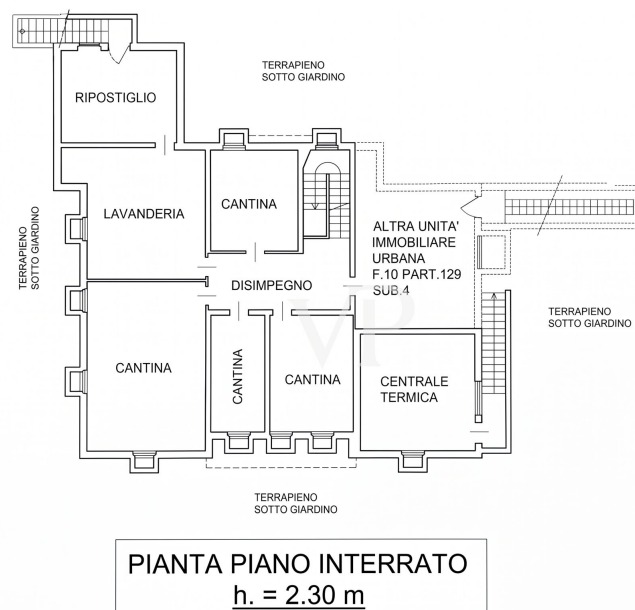 TERRAPIENO
SOTTO GIARDINO
RIPOSTIGLIO
LAVANDERIA
CANTINA
TERRAPIENO
SOTTO GIARDINO
ALTRA UNITA'
IMMOBILIARE
URBANA
F.10 PART.129
SUB.4
DISIMPEGNO
TERRAPIENO
SOTTO GIARDINO
CANTINA
CANTINA
CANTINA
CENTRALE
TERMICA
VP
TERRAPIENO
SOTTO GIARDINO
PIANTA PIANO INTERRATO
h. = 2.30 m